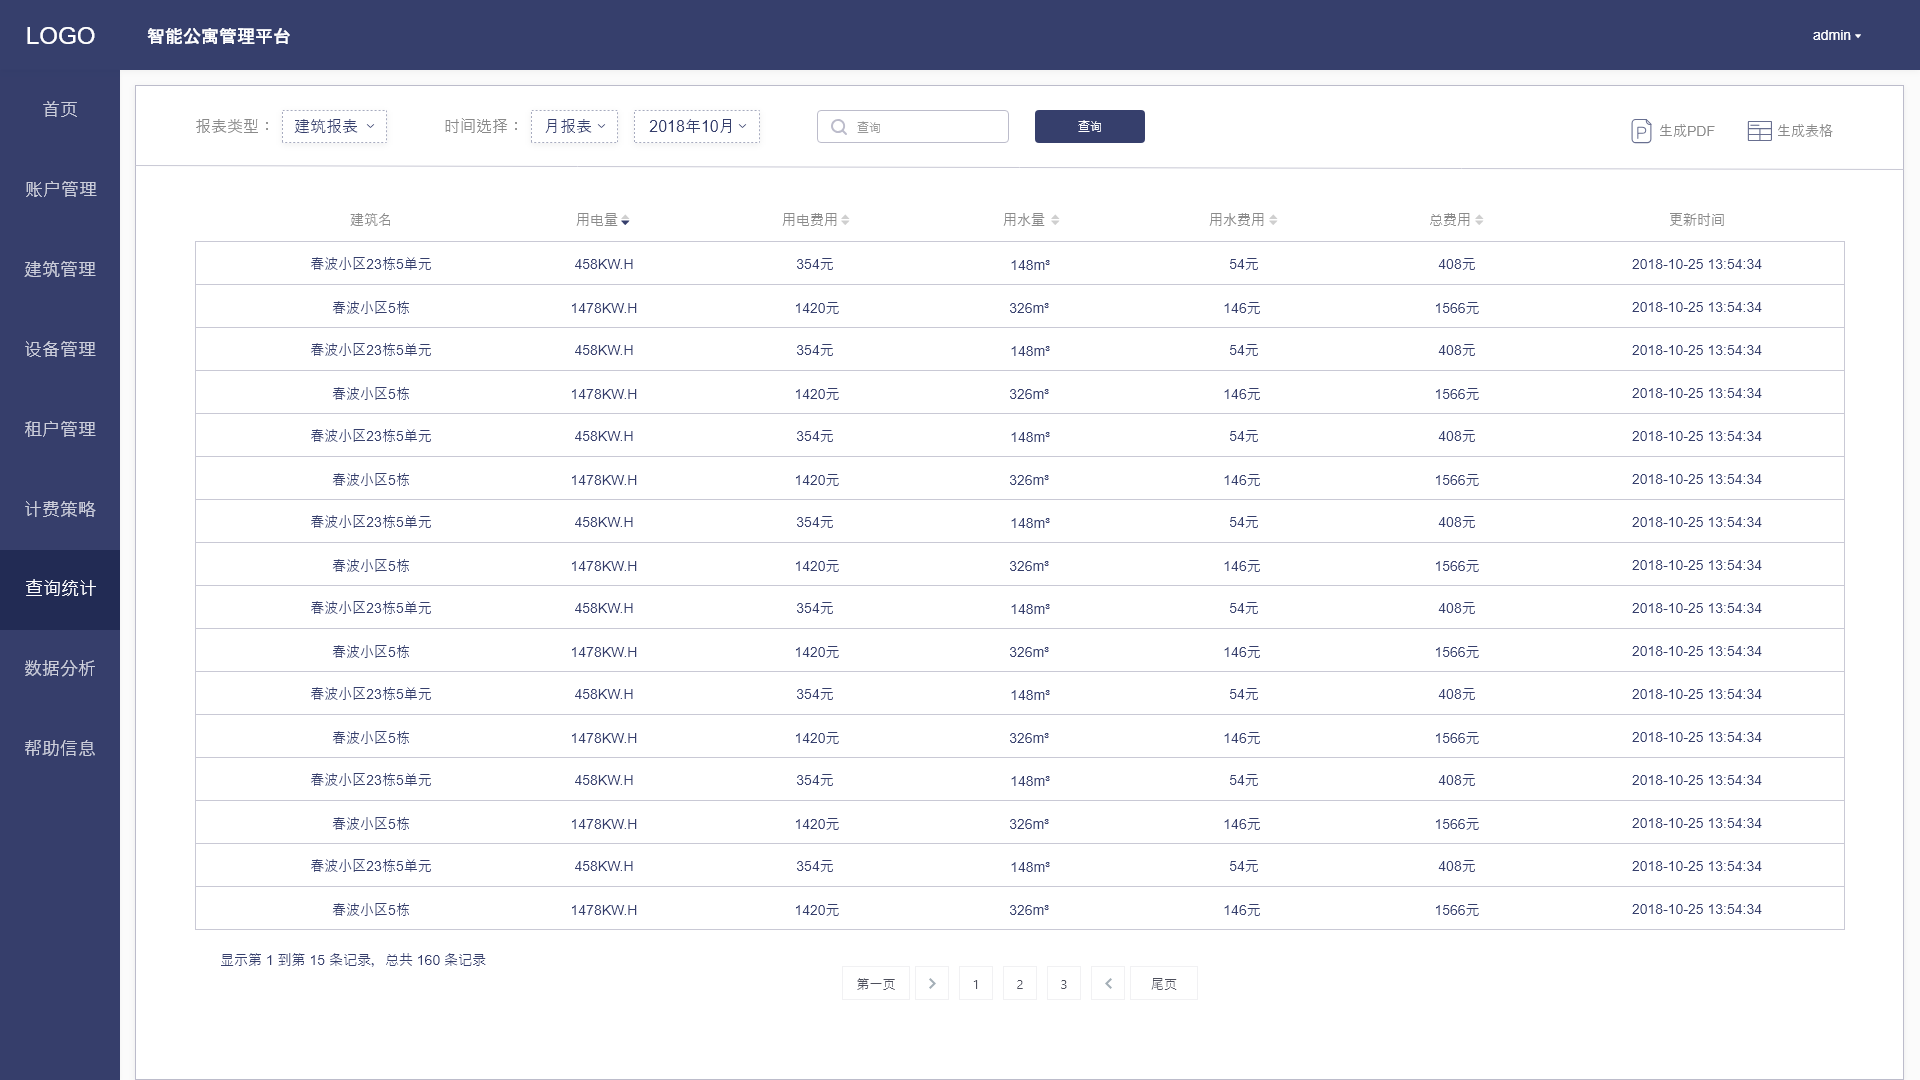 LOGO 智能公寓管理平台 admin
首页
账户管理
建筑管理
设备管理
租户管理
计费策略
查询统计
数据分析
帮助信息
报表类型： 建筑报表 时间选择： 月报表 2018年10月 查询 查询 P 生成PDF 生成表格
建筑名 用电量 用电费用 用水量 用水费用 总费用 更新时间
春波小区23栋5单元 458KW.H 354元 148m³ 54元 408元 2018-10-25 13:54:34
春波小区5栋 1478KW.H 1420元 326m³ 146元 1566元 2018-10-25 13:54:34
春波小区23栋5单元 458KW.H 354元 148m³ 54元 408元 2018-10-25 13:54:34
春波小区5栋 1478KW.H 1420元 326m³ 146元 1566元 2018-10-25 13:54:34
春波小区23栋5单元 458KW.H 354元 148m³ 54元 408元 2018-10-25 13:54:34
春波小区5栋 1478KW.H 1420元 326m³ 146元 1566元 2018-10-25 13:54:34
春波小区23栋5单元 458KW.H 354元 148m³ 54元 408元 2018-10-25 13:54:34
春波小区5栋 1478KW.H 1420元 326m³ 146元 1566元 2018-10-25 13:54:34
春波小区23栋5单元 458KW.H 354元 148m³ 54元 408元 2018-10-25 13:54:34
春波小区5栋 1478KW.H 1420元 326m³ 146元 1566元 2018-10-25 13:54:34
春波小区23栋5单元 458KW.H 354元 148m³ 54元 408元 2018-10-25 13:54:34
春波小区5栋 1478KW.H 1420元 326m³ 146元 1566元 2018-10-25 13:54:34
春波小区23栋5单元 458KW.H 354元 148m³ 54元 408元 2018-10-25 13:54:34
春波小区5栋 1478KW.H 1420元 326m³ 146元 1566元 2018-10-25 13:54:34
春波小区23栋5单元 458KW.H 354元 148m³ 54元 408元 2018-10-25 13:54:34
春波小区5栋 1478KW.H 1420元 326m³ 146元 1566元 2018-10-25 13:54:34
显示第 1 到第 15 条记录，总共 160 条记录
第一页 > 1 2 3 < 尾页